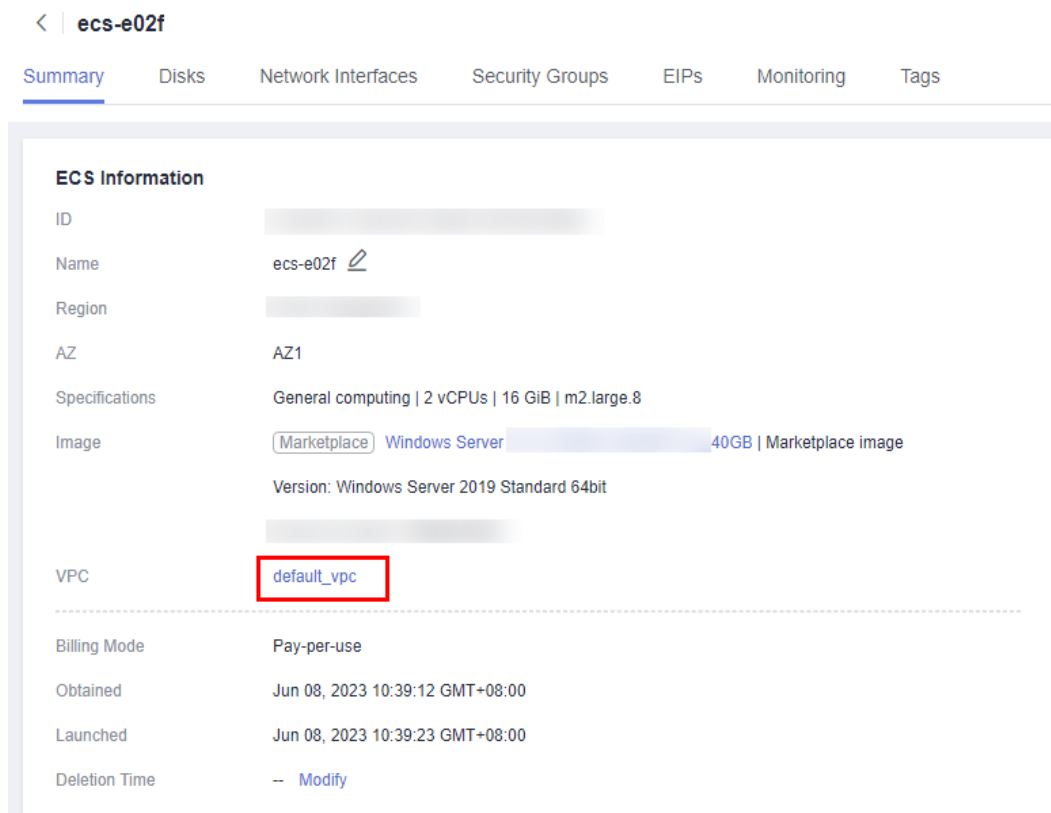 ecs-e02f
Summary Disks Network Interfaces Security Groups EIPs Monitoring Tags
ECS Information
ID
Name ecs-e02f
Region
AZ AZ1
Specifications General computing | 2 vCPUs | 16 GiB | m2.large.8
Image Marketplace Windows Server 40GB | Marketplace image
Version: Windows Server 2019 Standard 64bit
VPC default_vpc
Billing Mode Pay-per-use
Obtained Jun 08, 2023 10:39:12 GMT+08:00
Launched Jun 08, 2023 10:39:23 GMT+08:00
Deletion Time -- Modify